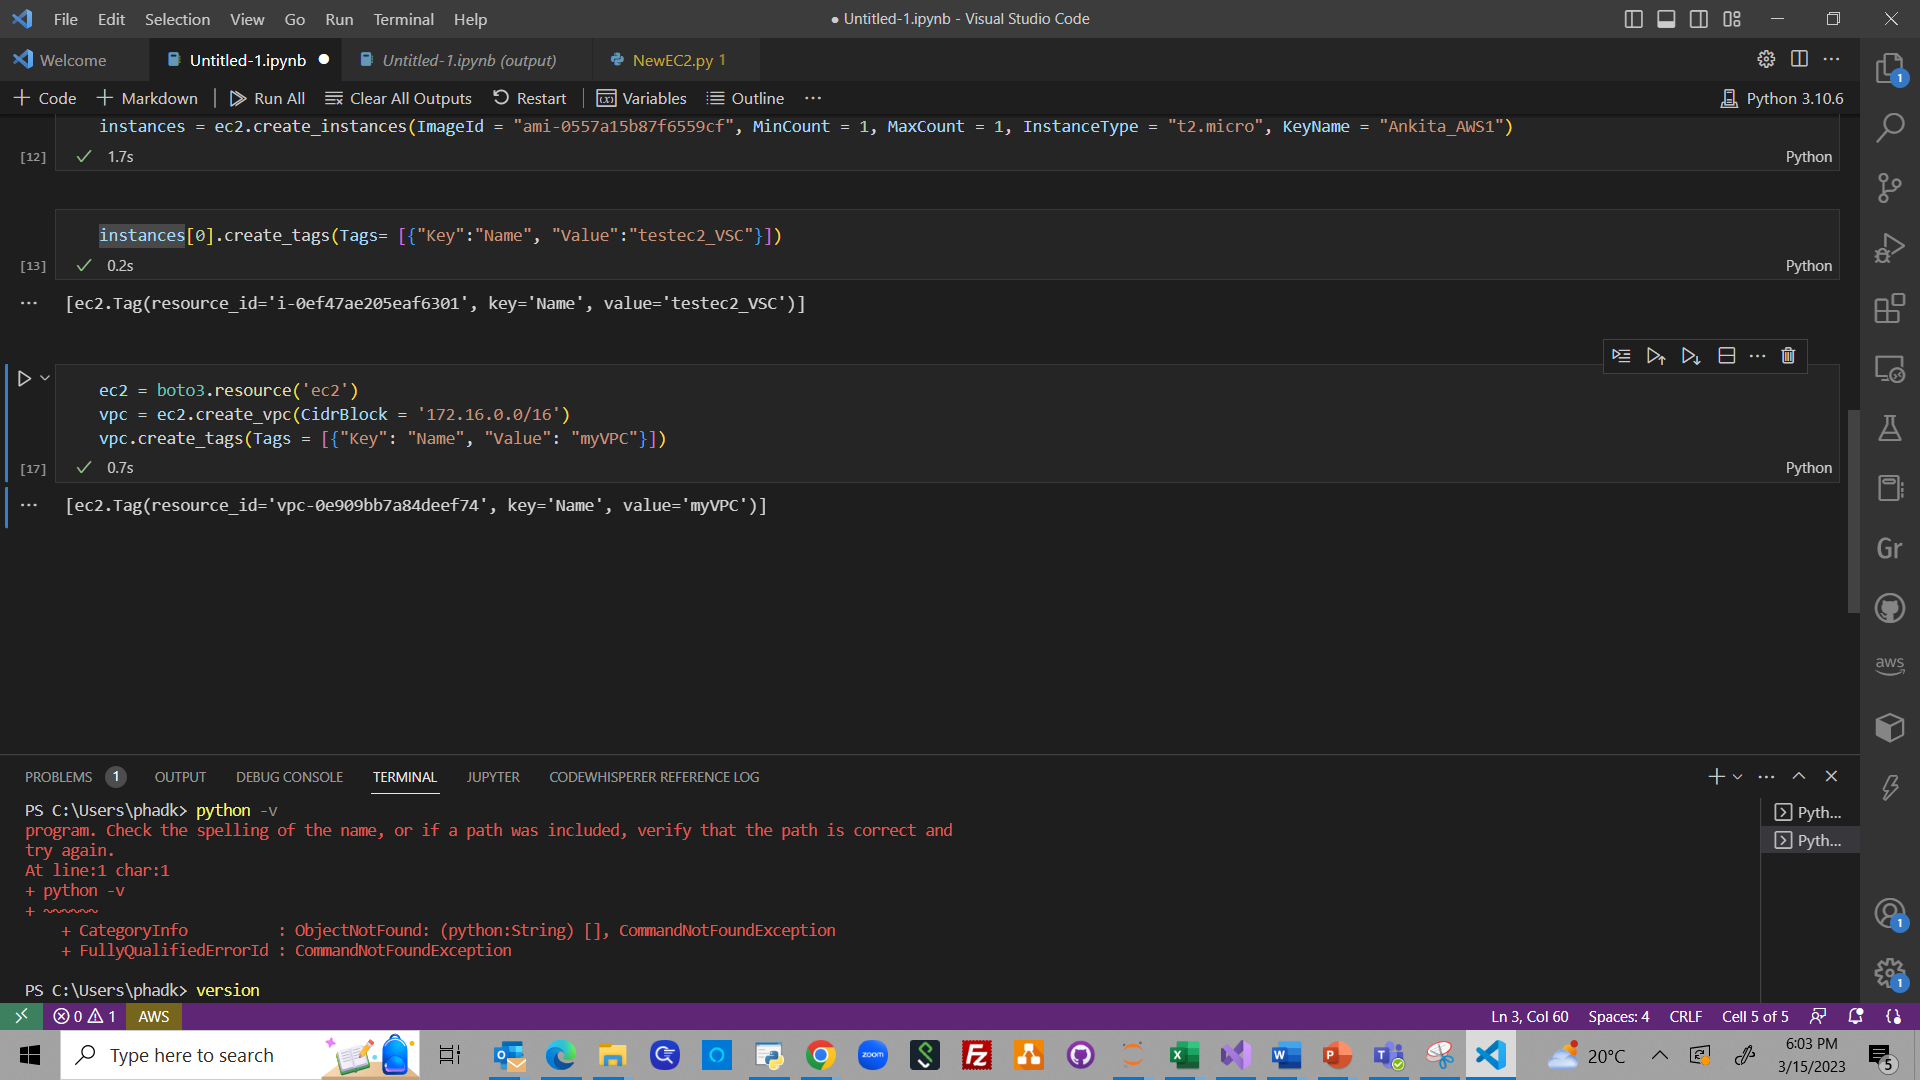 File Edit Selection View Go Run Terminal Help
● Untitled-1.ipynb - Visual Studio Code
Welcome
Untitled-1.ipynb ●
Untitled-1.ipynb (output)
NewEC2.py 1
Code Markdown Run All Clear All Outputs Restart Variables Outline ...
Python 3.10.6
instances = ec2.create_instances(ImageId = "ami-0557a15b87f6559cf", MinCount = 1, MaxCount = 1, InstanceType = "t2.micro", KeyName = "Ankita_AWS1")
[12] ✓ 1.7s Python
instances[0].create_tags(Tags= [{"Key":"Name", "Value":"testec2_VSC"}])
[13] ✓ 0.2s Python
... [ec2.Tag(resource_id='i-0ef47ae205eaf6301', key='Name', value='testec2_VSC')]
ec2 = boto3.resource('ec2')
vpc = ec2.create_vpc(CidrBlock = '172.16.0.0/16')
vpc.create_tags(Tags = [{"Key": "Name", "Value": "myVPC"}])
[17] ✓ 0.7s Python
... [ec2.Tag(resource_id='vpc-0e909bb7a84deef74', key='Name', value='myVPC')]
PROBLEMS 1 OUTPUT DEBUG CONSOLE TERMINAL JUPYTER CODEWHISPERER REFERENCE LOG
PS C:\Users\phadk> python -v
program. Check the spelling of the name, or if a path was included, verify that the path is correct and
try again.
At line:1 char:1
+ python -v
+ ~~~~~~
+ CategoryInfo : ObjectNotFound: (python:String) [], CommandNotFoundException
+ FullyQualifiedErrorId : CommandNotFoundException
PS C:\Users\phadk> version
Pyth...
Pyth...
1
Gr
aws
1
1
0 1 AWS
Ln 3, Col 60 Spaces: 4 CRLF Cell 5 of 5
Type here to search
zoom
20°C
6:03 PM
3/15/2023
5